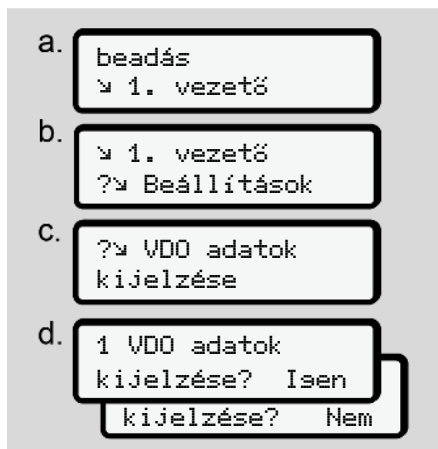 a.
beadás
↘ 1. vezető
b.
↘ 1. vezető
?↘ Beállítások
c.
?↘ VDO adatok
kijelzése
d.
1 VDO adatok
kijelzése? Igen
kijelzése? Nem